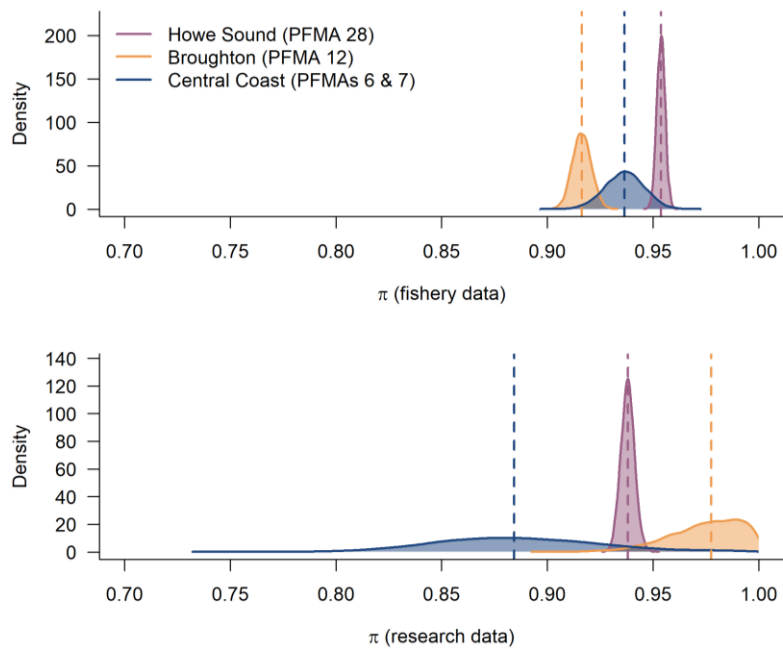 Howe Sound (PFMA 28)
Broughton (PFMA 12)
Central Coast (PFMAs 6 & 7)
Density
200
150
100
50
0
0.70 0.75 0.80 0.85 0.90 0.95 1.00
π (fishery data)
Density
140
120
100
80
60
40
20
0
0.70 0.75 0.80 0.85 0.90 0.95 1.00
π (research data)